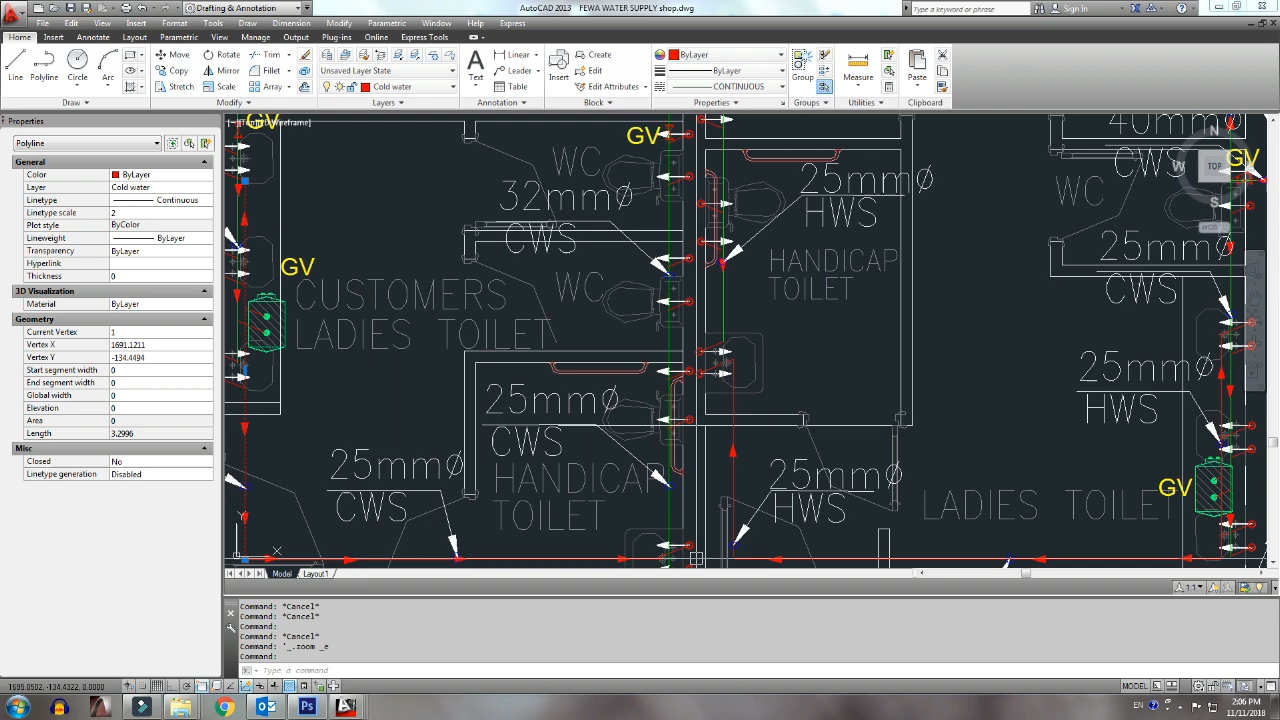 Drafting & Annotation
AutoCAD 2013 FEWA WATER SUPPLY shop.dwg
Type a keyword or phrase
Sign In
File Edit View Insert Format Tools Draw Dimension Modify Parametric Window Help Express
Home Insert Annotate Layout Parametric View Manage Output Plug-ins Online Express Tools
Line Polyline Circle Arc
Move Rotate Trim
Copy Mirror Fillet
Stretch Scale Array
Unsaved Layer State
Cold water
Text
Linear
Leader
Table
Insert
Create
Edit
Edit Attributes
ByLayer
ByLayer
CONTINUOUS
Group
Measure
Paste
Draw Modify Layers Annotation Block Properties Groups Utilities Clipboard
Properties
Polyline
General
Color ByLayer
Layer Cold water
Linetype Continuous
Linetype scale 2
Plot style ByColor
Lineweight ByLayer
Transparency ByLayer
Hyperlink
Thickness 0
3D Visualization
Material ByLayer
Geometry
Current Vertex 1
Vertex X 1691.1211
Vertex Y -134.4494
Start segment width 0
End segment width 0
Global width 0
Elevation 0
Area 0
Length 3.2996
Misc
Closed No
Linetype generation Disabled
GV
GV
WC
32mmø
CWS
25mmø
HWS
HANDICAP
TOILET
40mmø
WC
WC
GV
N
W
TOP
S
WCS
25mmø
CWS
GV
CUSTOMERS
LADIES TOILET
WC
25mmø
CWS
HANDICAP
TOILET
25mmø
CWS
25mmø
HWS
25mmø
HWS
LADIES TOILET
GV
Y
X
Model Layout1
1:1
Command: *Cancel*
Command: *Cancel*
Command:
Command: *Cancel*
Command: '_.zoom _e
Command:
Type a command
1695.0502, -134.4322, 0.0000
MODEL
EN
2:06 PM
11/11/2018